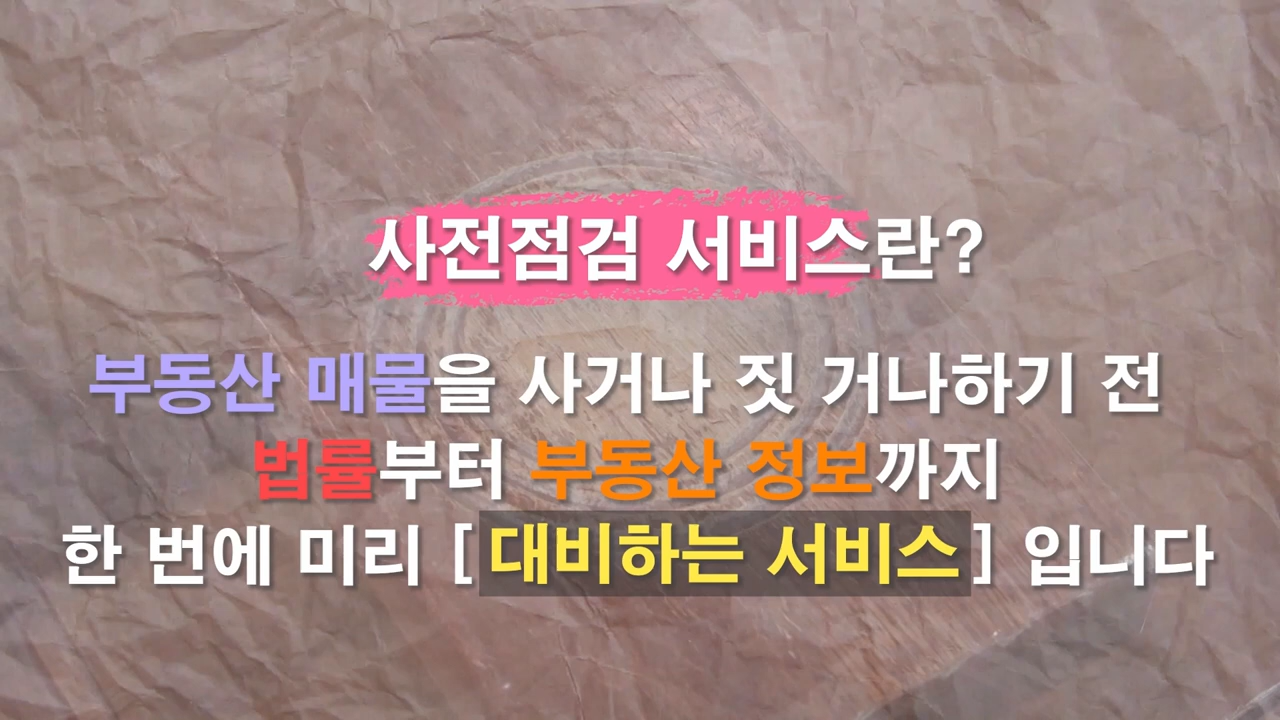 사전점검 서비스란?
부동산 매물을 사거나 짓 거나하기 전
법률부터 부동산 정보까지
한 번에 미리 [대비하는 서비스] 입니다